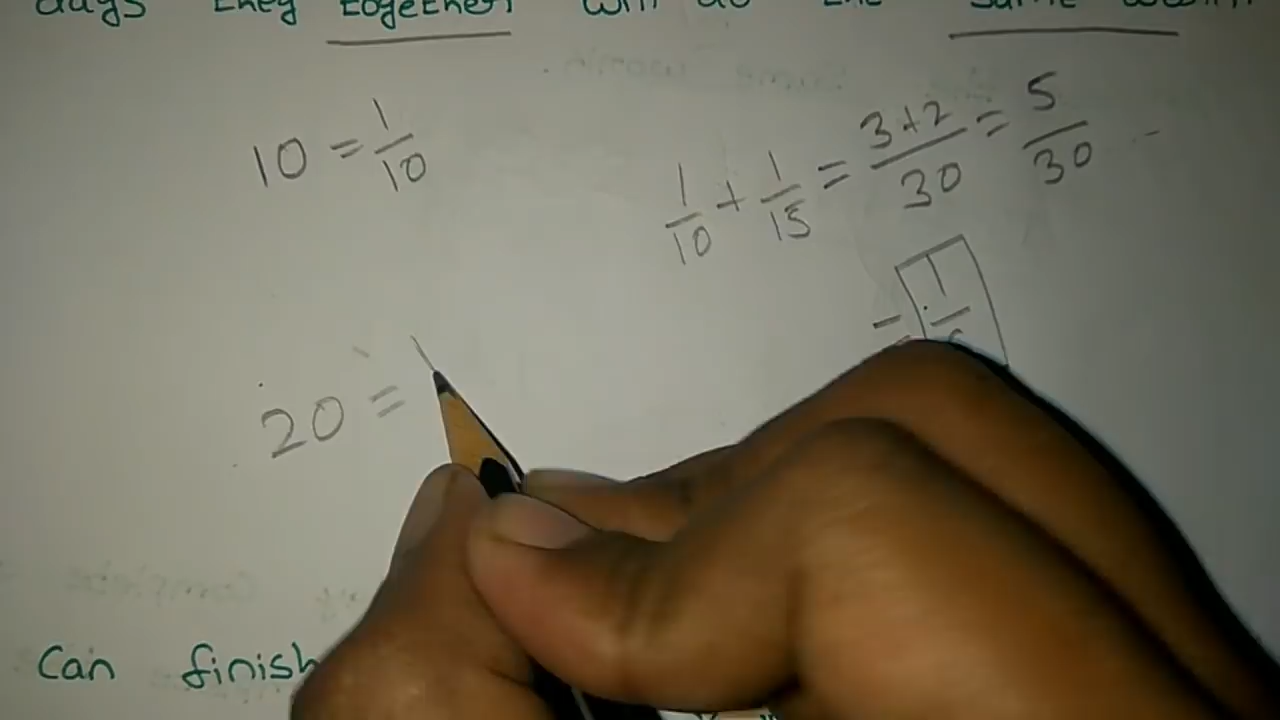 days they together will do the same
10 = 1/10
1/10 + 1/15 = 3+2/30 = 5/30
= 1/
20 =
Can finish